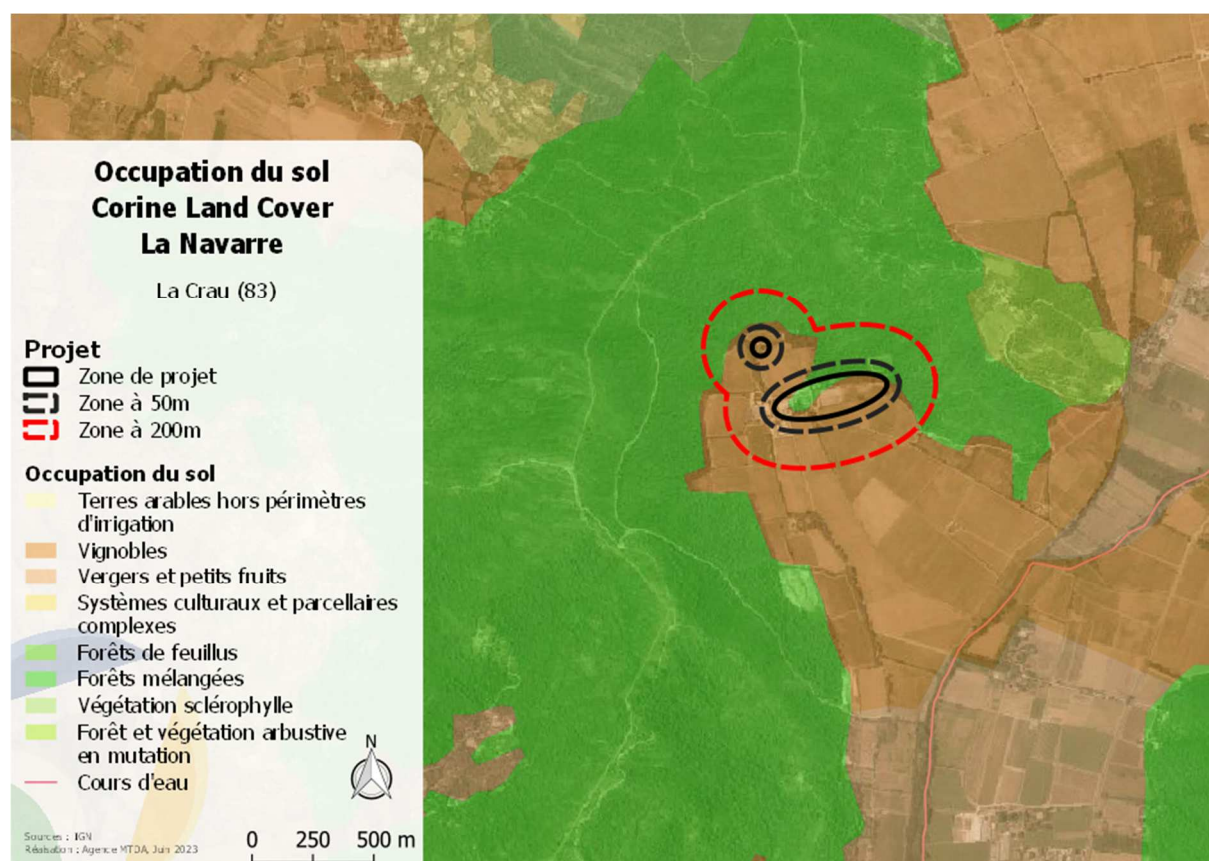 Occupation du sol
Corine Land Cover
La Navarre
La Crau (83)
Projet
Zone de projet
Zone à 50m
Zone à 200m
Occupation du sol
Terres arables hors périmètres
d'irrigation
Vignobles
Vergers et petits fruits
Systèmes culturaux et parcellaires
complexes
Forêts de feuillus
Forêts mélangées
Végétation sclérophylle
Forêt et végétation arbustive
en mutation
Cours d'eau
N
Sources : IGN
Réalisation : Agence MTDA, Juin 2023
0 250 500 m